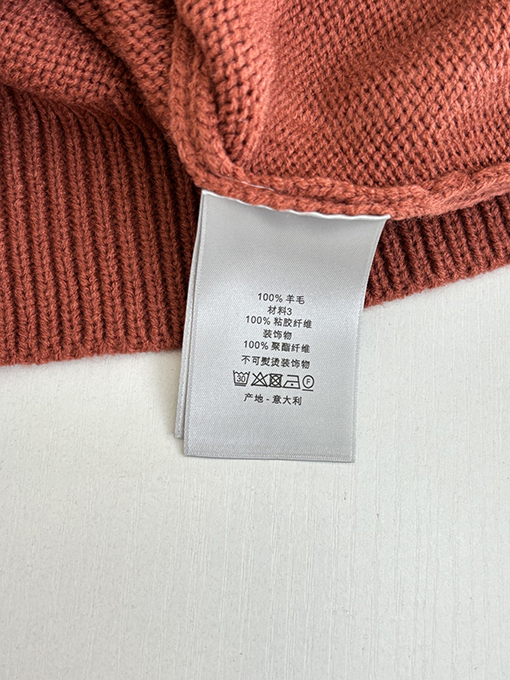 100% 羊毛
材料3
100% 粘胶纤维
装饰物
100% 聚酯纤维
不可熨烫装饰物
30 F
产地 - 意大利